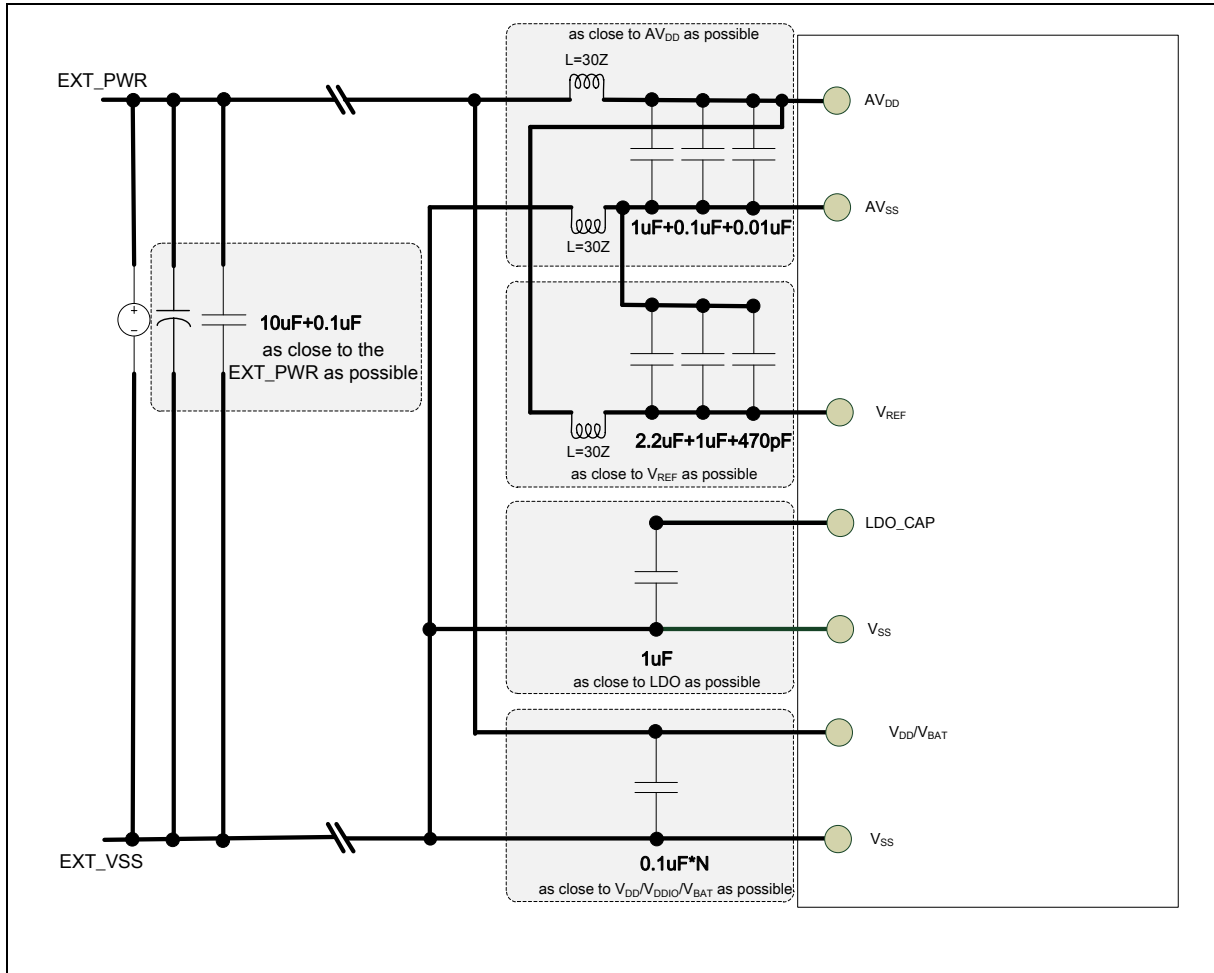 as close to AVDD as possible
L=30Z
EXT_PWR
AVDD
AVSS
1uF+0.1uF+0.01uF
L=30Z
+
−
10uF+0.1uF
as close to the
EXT_PWR as possible
VREF
2.2uF+1uF+470pF
L=30Z
as close to VREF as possible
LDO_CAP
VSS
1uF
as close to LDO as possible
VDD/VBAT
VSS
EXT_VSS
0.1uF*N
as close to VDD/VDDIO/VBAT as possible